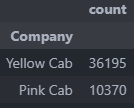 count
Company
Yellow Cab 36195
Pink Cab 10370